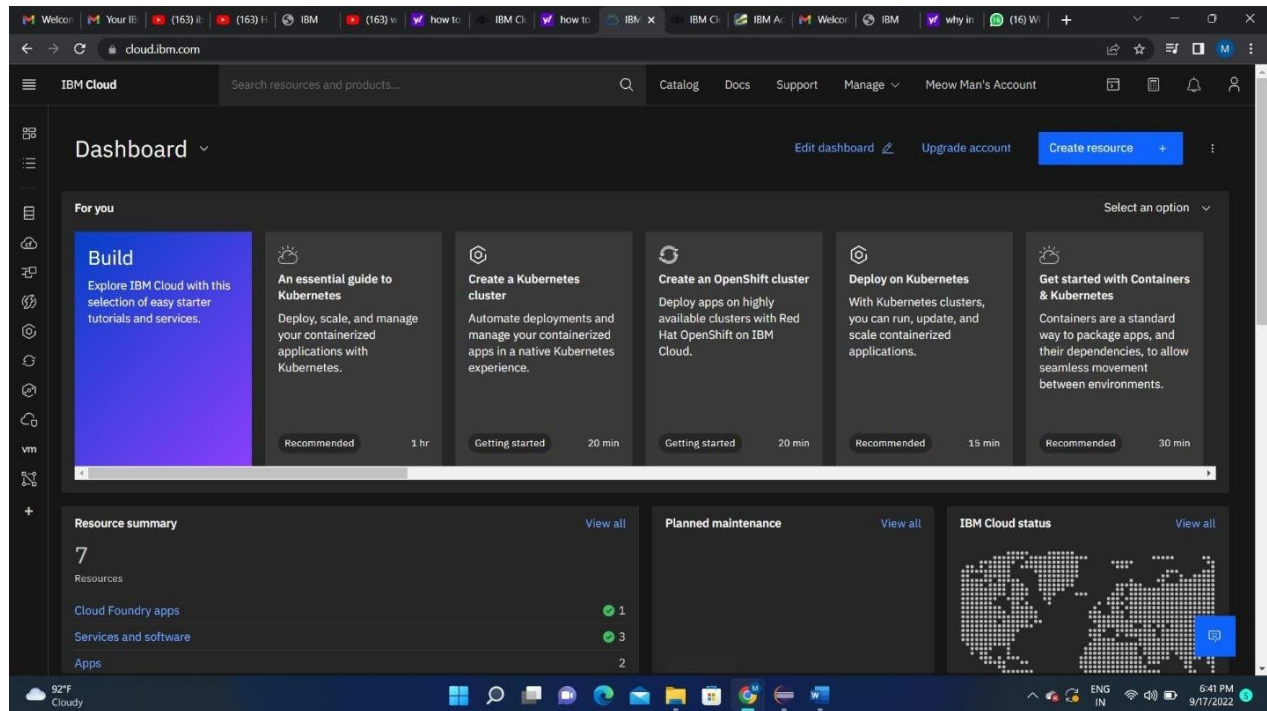 Welcon
Your IB
(163) it
(163) H
IBM
(163) w
how to
IBM Cl
how to
IBM
IBM Cl
IBM Ac
Welcor
IBM
why in
(16) W
cloud.ibm.com
M
IBM Cloud
Search resources and products...
Catalog
Docs
Support
Manage
Meow Man's Account
Dashboard
Edit dashboard
Upgrade account
Create resource +
For you
Select an option
Build
Explore IBM Cloud with this
selection of easy starter
tutorials and services.
An essential guide to
Kubernetes
Deploy, scale, and manage
your containerized
applications with
Kubernetes.
Recommended
1 hr
Create a Kubernetes
cluster
Automate deployments and
manage your containerized
apps in a native Kubernetes
experience.
Getting started
20 min
Create an OpenShift cluster
Deploy apps on highly
available clusters with Red
Hat OpenShift on IBM
Cloud.
Getting started
20 min
Deploy on Kubernetes
With Kubernetes clusters,
you can run, update, and
scale containerized
applications.
Recommended
15 min
Get started with Containers
& Kubernetes
Containers are a standard
way to package apps, and
their dependencies, to allow
seamless movement
between environments.
Recommended
30 min
vm
Resource summary
View all
7
Resources
Cloud Foundry apps
1
Services and software
3
Apps
2
Planned maintenance
View all
IBM Cloud status
View all
92°F
Cloudy
ENG
IN
6:41 PM
9/17/2022
5